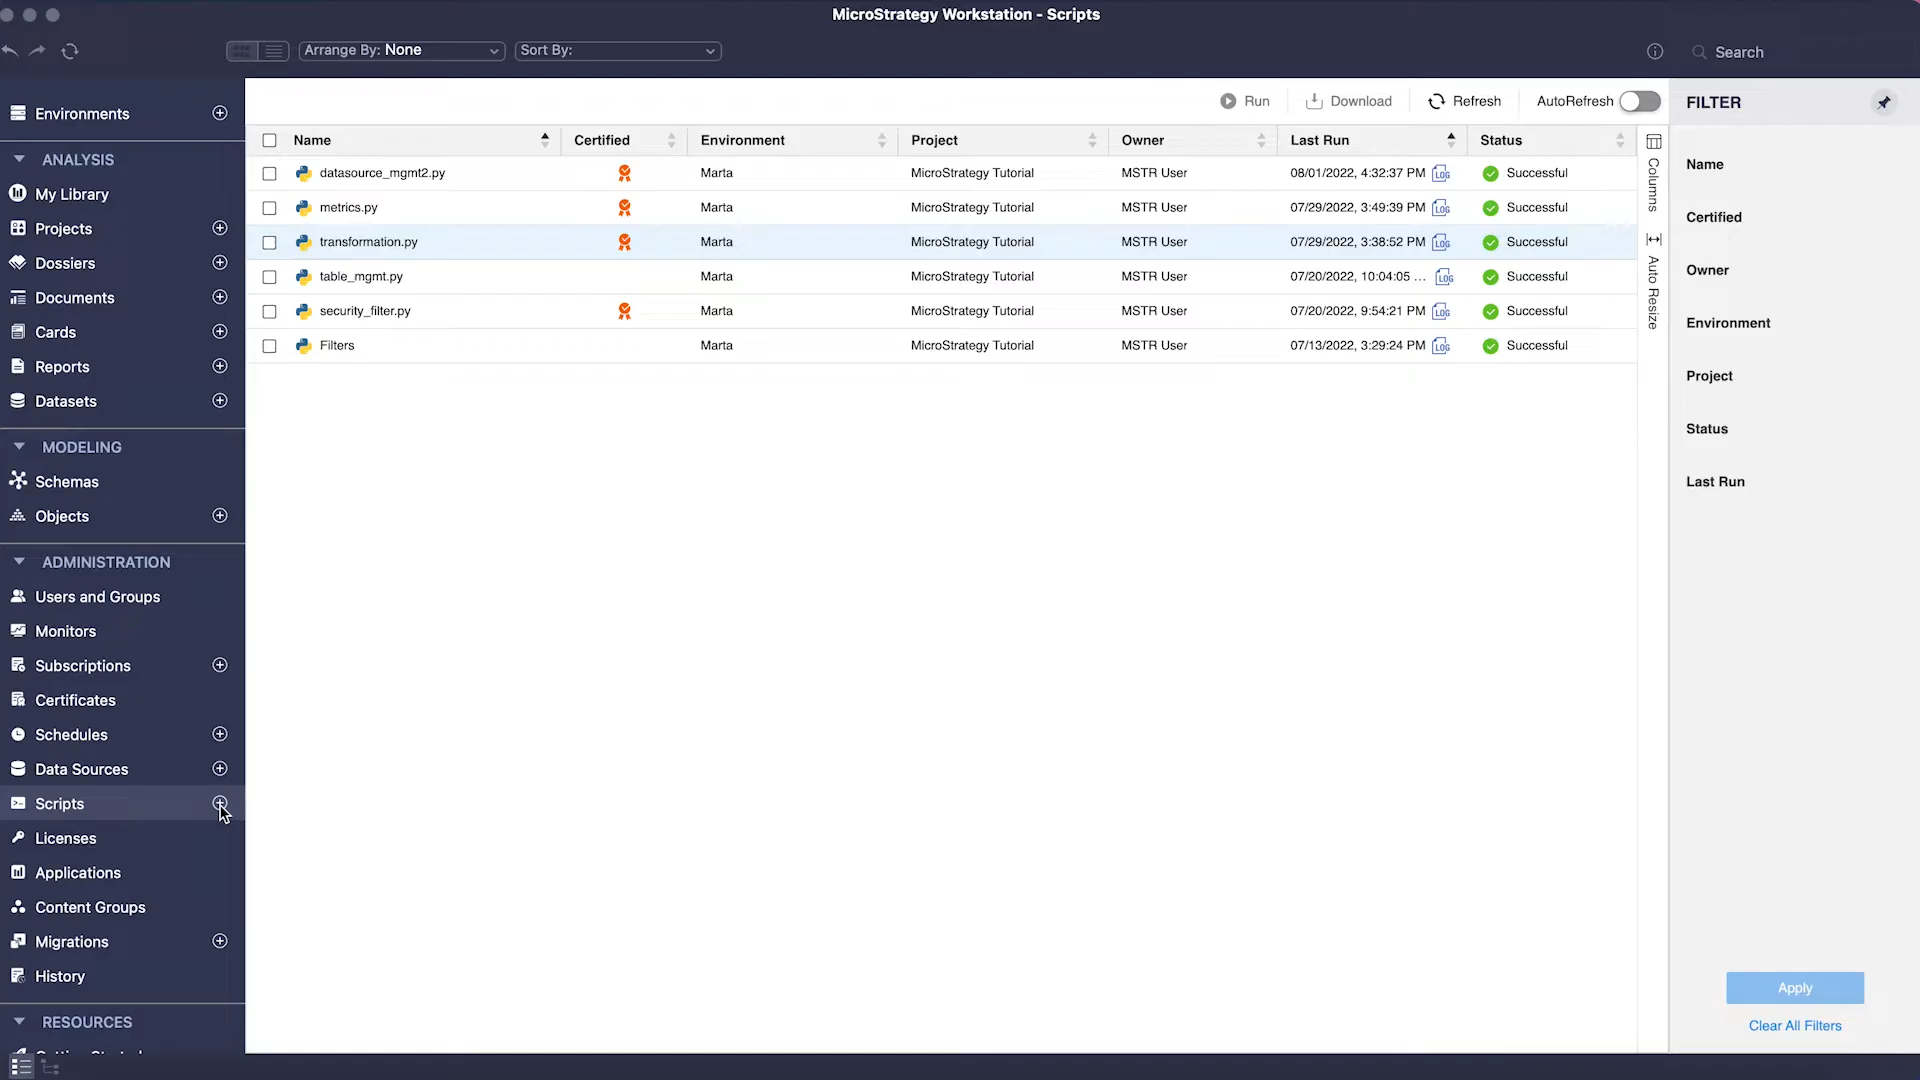 MicroStrategy Workstation - Scripts
Arrange By: None
Sort By:
Search
Environments
ANALYSIS
My Library
Projects
Dossiers
Documents
Cards
Reports
Datasets
MODELING
Schemas
Objects
ADMINISTRATION
Users and Groups
Monitors
Subscriptions
Certificates
Schedules
Data Sources
Scripts
Licenses
Applications
Content Groups
Migrations
History
RESOURCES
Run Download Refresh AutoRefresh
Name Certified Environment Project Owner Last Run Status
datasource_mgmt2.py Marta MicroStrategy Tutorial MSTR User 08/01/2022, 4:32:37 PM LOG Successful
metrics.py Marta MicroStrategy Tutorial MSTR User 07/29/2022, 3:49:39 PM LOG Successful
transformation.py Marta MicroStrategy Tutorial MSTR User 07/29/2022, 3:38:52 PM LOG Successful
table_mgmt.py Marta MicroStrategy Tutorial MSTR User 07/20/2022, 10:04:05 ... LOG Successful
security_filter.py Marta MicroStrategy Tutorial MSTR User 07/20/2022, 9:54:21 PM LOG Successful
Filters Marta MicroStrategy Tutorial MSTR User 07/13/2022, 3:29:24 PM LOG Successful
Columns
Auto Resize
FILTER
Name
Certified
Owner
Environment
Project
Status
Last Run
Apply
Clear All Filters